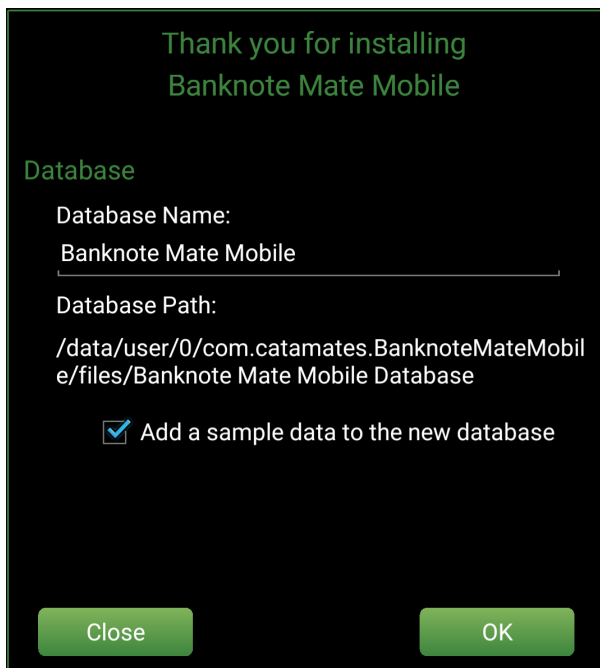 Thank you for installing
Banknote Mate Mobile
Database
Database Name:
Banknote Mate Mobile
Database Path:
/data/user/0/com.catamates.BanknoteMateMobil
e/files/Banknote Mate Mobile Database
Add a sample data to the new database
Close
OK